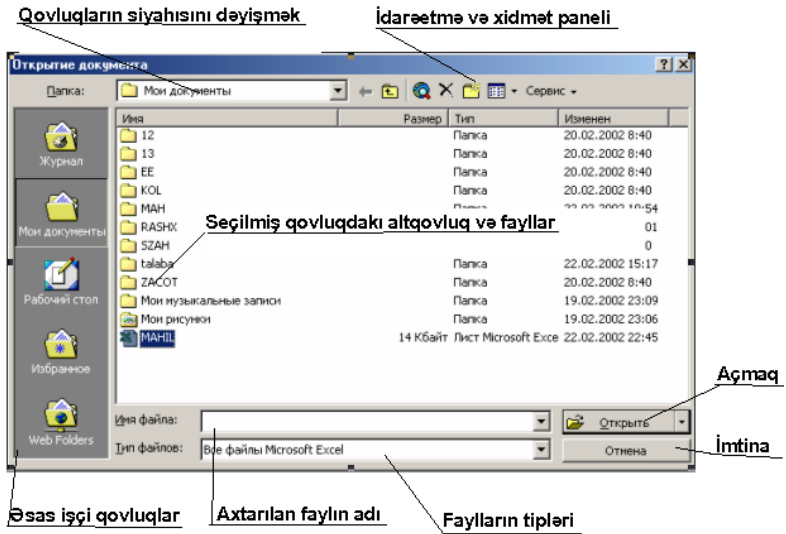 Qovluqların siyahısını dəyişmək
İdarəetmə və xidmət paneli
Открытие документа
Папка: Мои документы Сервис
Имя Размер Тип Изменен
12 Папка 20.02.2002 8:40
13 Папка 20.02.2002 8:40
EE Папка 20.02.2002 8:40
KOL Папка 20.02.2002 8:40
MAH
RASHX 01
SZAH 0
Seçilmiş qovluqdakı altqovluq və fayllar
talaba Папка 22.02.2002 15:17
ZACOT Папка 20.02.2002 8:40
Мои музыкальные записи Папка 19.02.2002 23:09
Мои рисунки Папка 19.02.2002 23:06
MAHIL 14 Кбайт Лист Microsoft Exce 22.02.2002 22:45
Журнал
Мои документы
Рабочий стол
Избранное
Web Folders
Açmaq
Имя файла: Открыть
Тип файлов: Все файлы Microsoft Excel Отмена
İmtina
Əsas işçi qovluqlar
Axtarılan faylın adı
Faylların tipləri